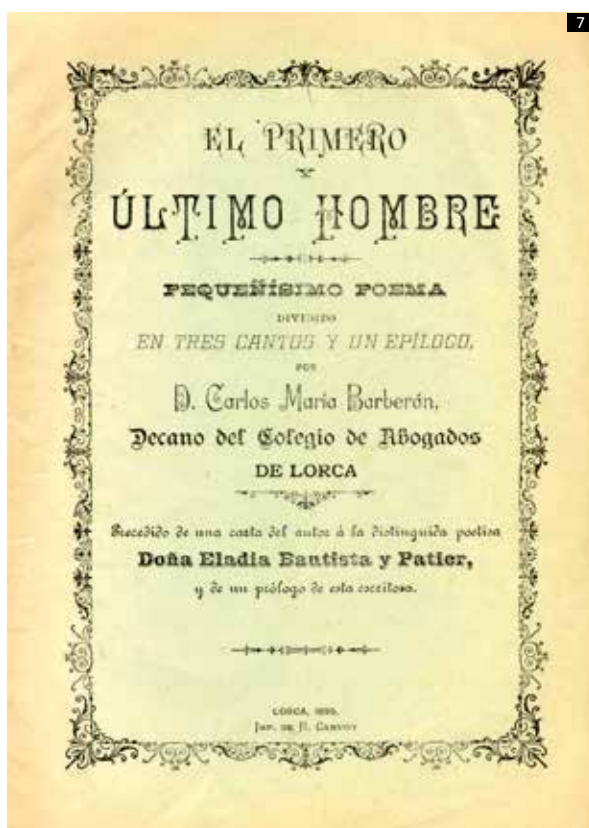 7
EL PRIMERO
Y
ÚLTIMO HOMBRE
PEQUEÑÍSIMO POEMA
DIVIDIDO
EN TRES CANTOS Y UN EPÍLOGO,
POR
D. Carlos María Barberán,
Decano del Colegio de Abogados
DE LORCA
Precedido de una carta del autor á la distinguida poetisa
Doña Eladia Bautista y Patier,
y de un prólogo de esta escritora.
LORCA,
IMP. DE